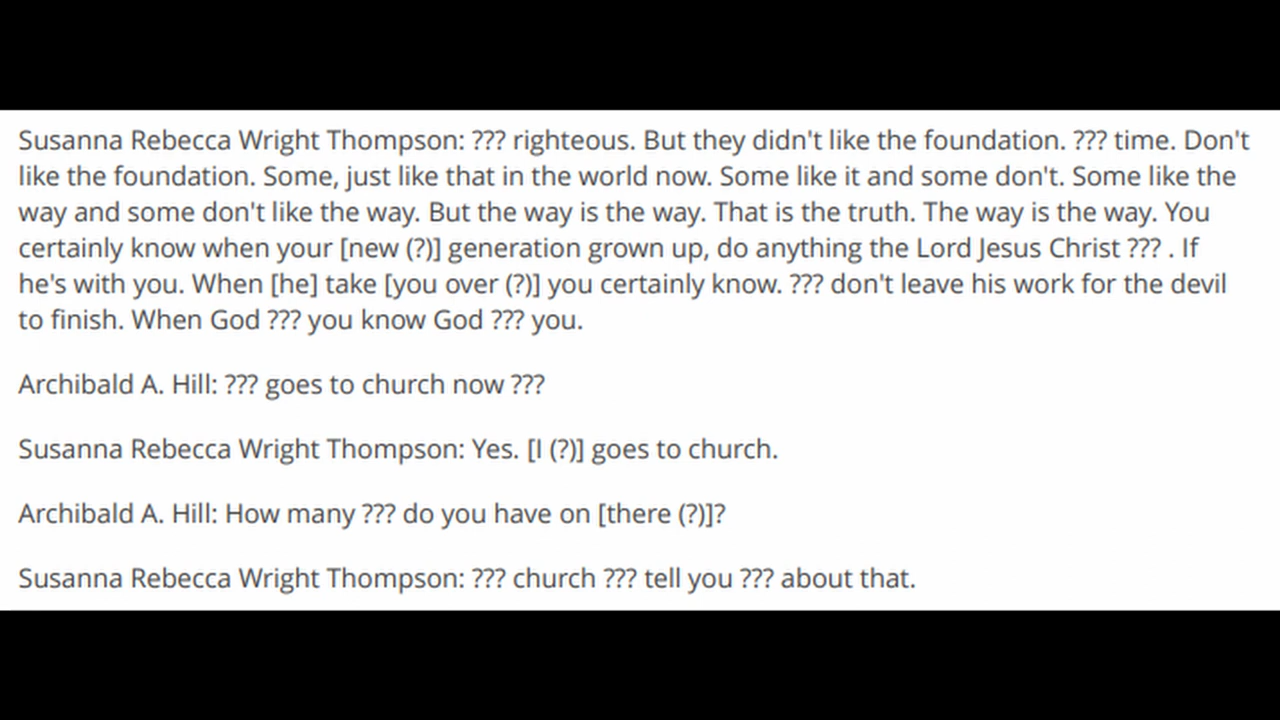 Susanna Rebecca Wright Thompson: ??? righteous. But they didn't like the foundation. ??? time. Don't
like the foundation. Some, just like that in the world now. Some like it and some don't. Some like the
way and some don't like the way. But the way is the way. That is the truth. The way is the way. You
certainly know when your [new (?)] generation grown up, do anything the Lord Jesus Christ ??? . If
he's with you. When [he] take [you over (?)] you certainly know. ??? don't leave his work for the devil
to finish. When God ??? you know God ??? you.
Archibald A. Hill: ??? goes to church now ???
Susanna Rebecca Wright Thompson: Yes. [I (?)] goes to church.
Archibald A. Hill: How many ??? do you have on [there (?)]?
Susanna Rebecca Wright Thompson: ??? church ??? tell you ??? about that.